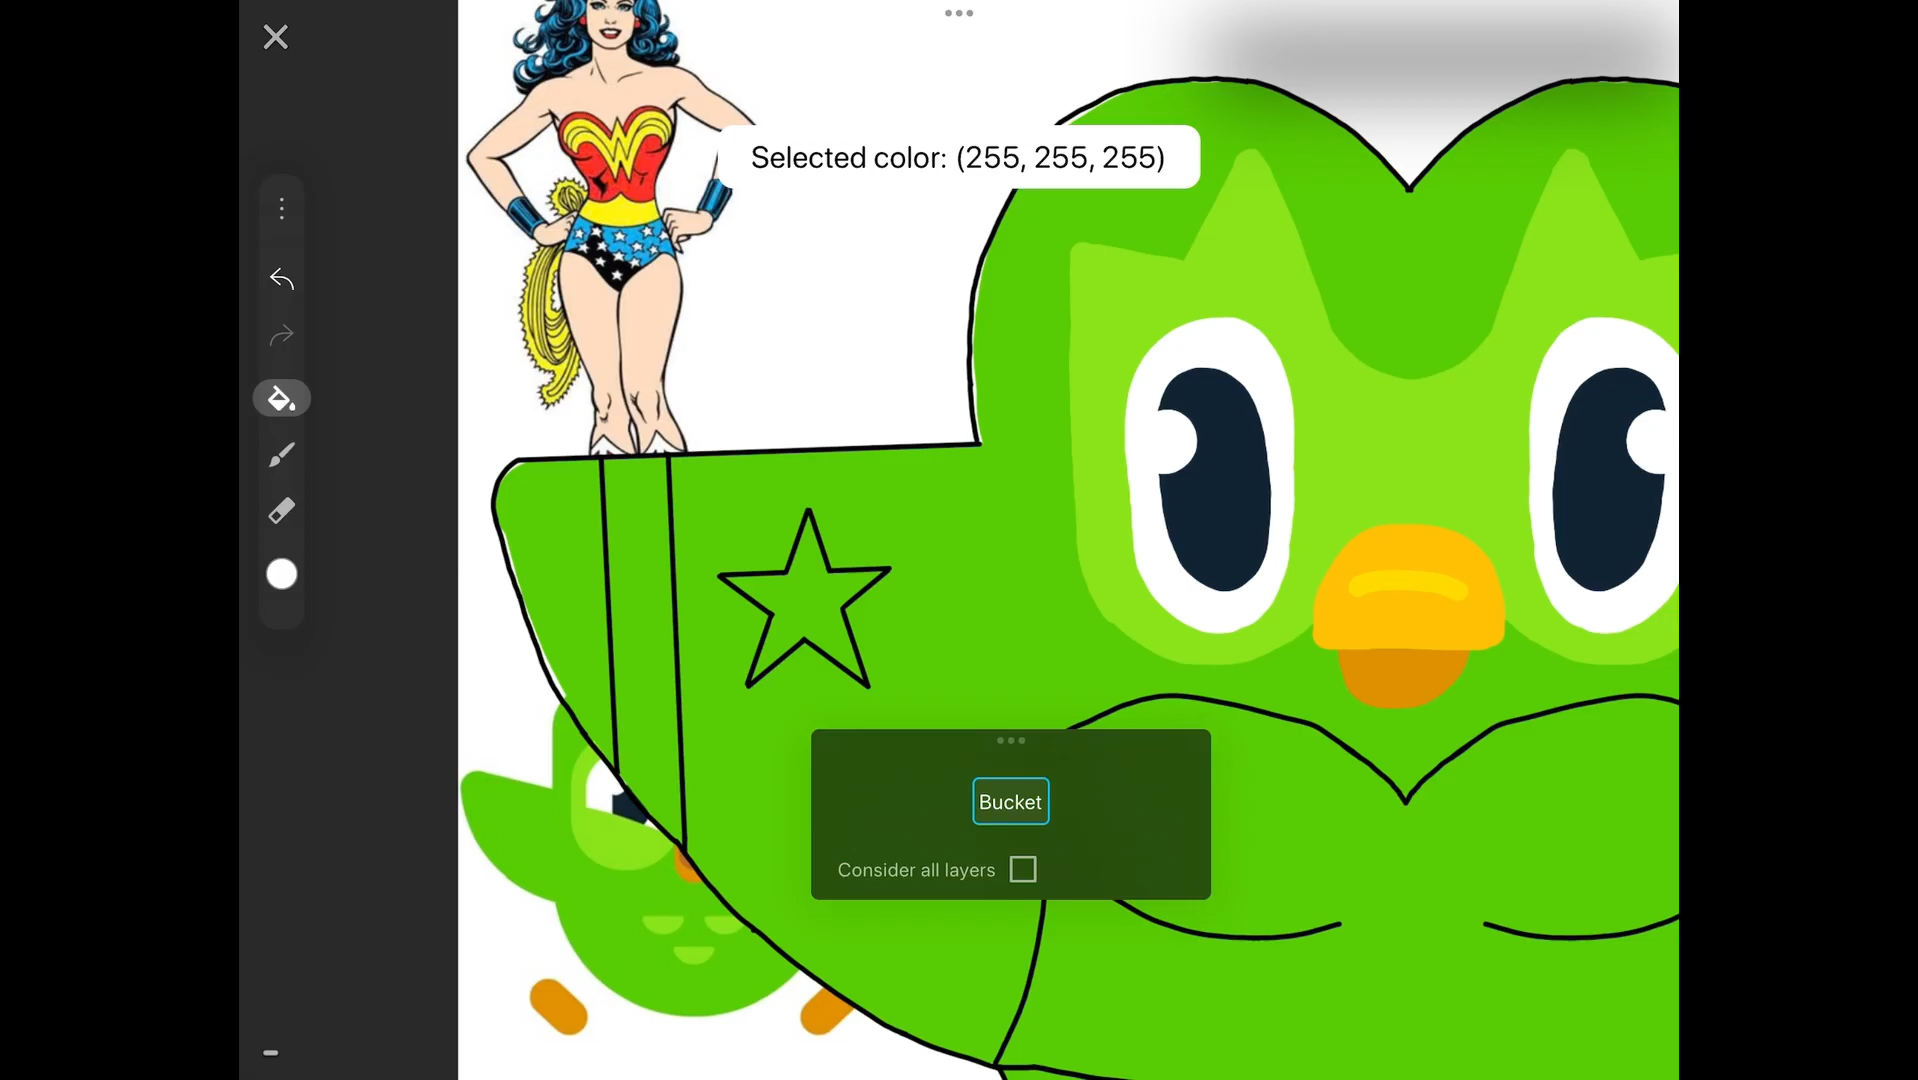 Selected color: (255, 255, 255)
Bucket
Consider all layers